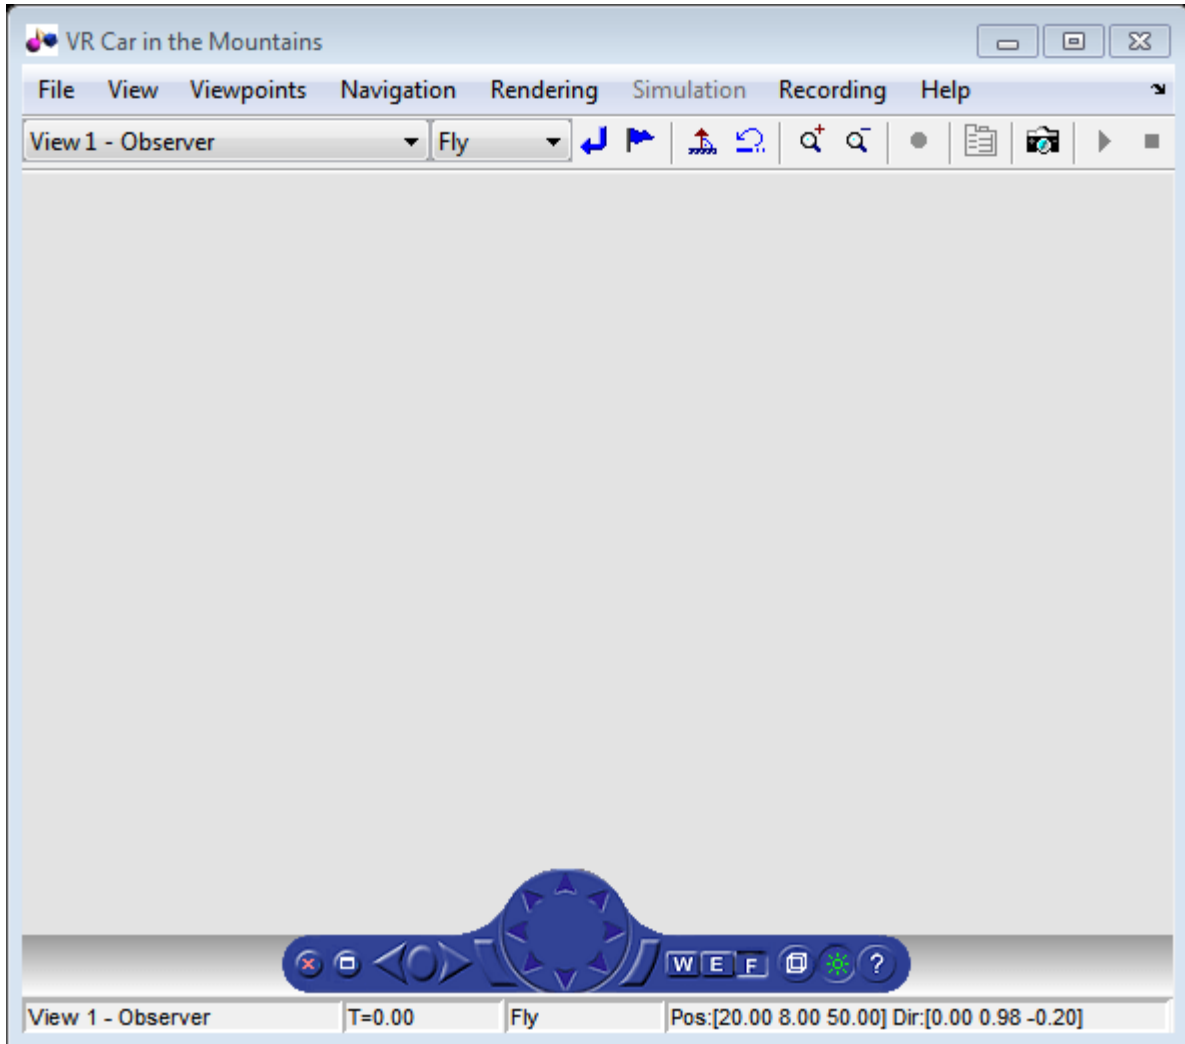 VR Car in the Mountains
File View Viewpoints Navigation Rendering Simulation Recording Help
View 1 - Observer Fly
W E F ?
View 1 - Observer T=0.00 Fly Pos:[20.00 8.00 50.00] Dir:[0.00 0.98 -0.20]